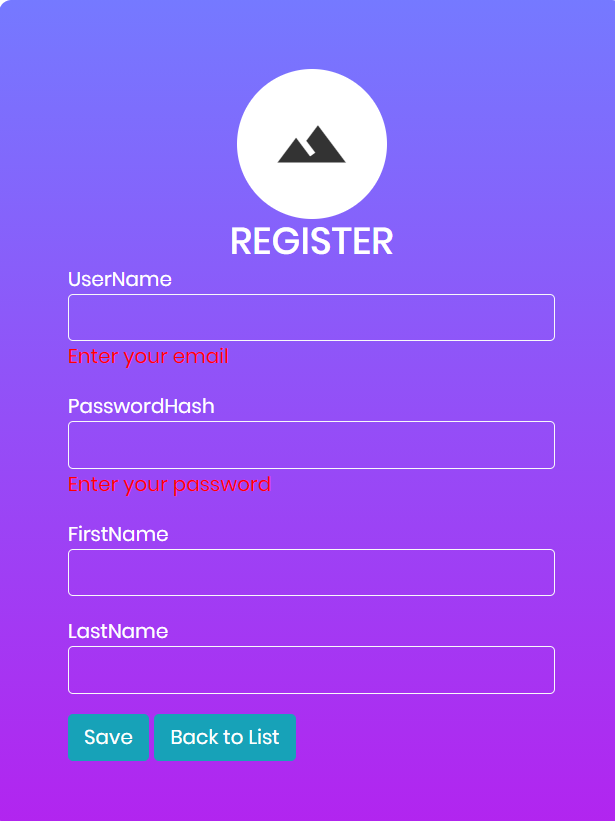 REGISTER
UserName
Enter your email
PasswordHash
Enter your password
FirstName
LastName
Save Back to List